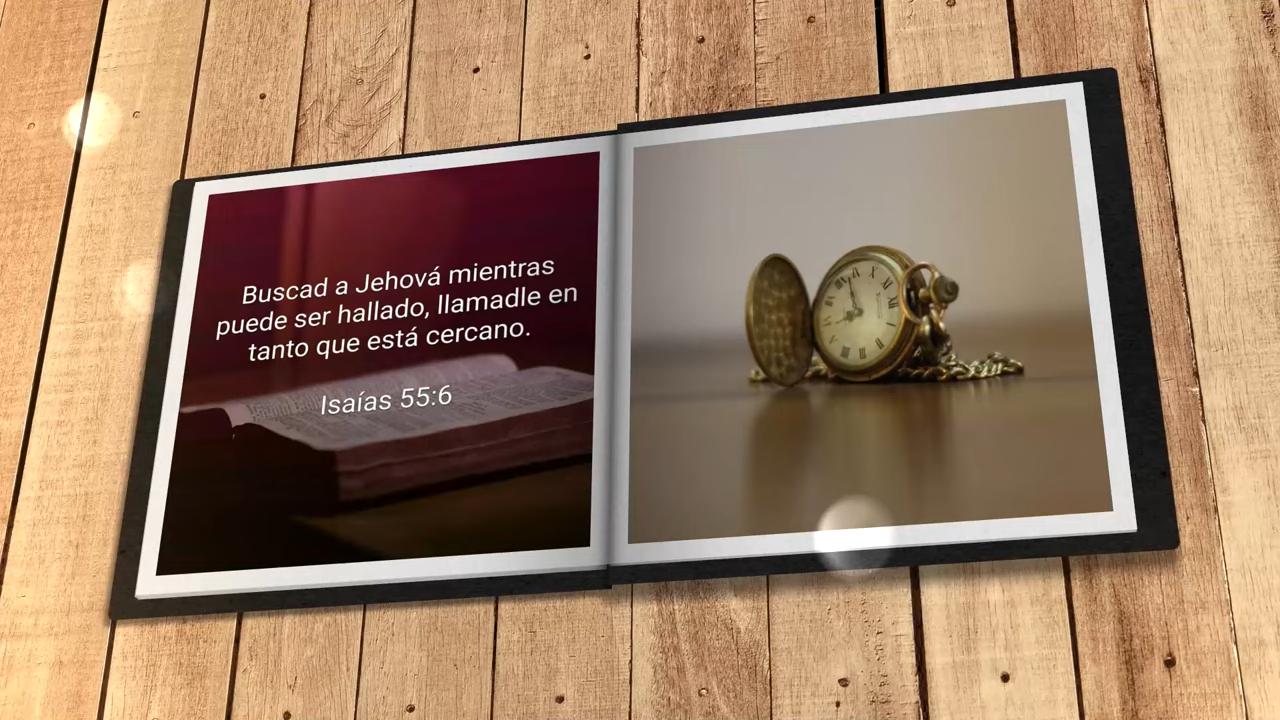 Buscad a Jehová mientras
puede ser hallado, llamadle en
tanto que está cercano.
Isaías 55:6